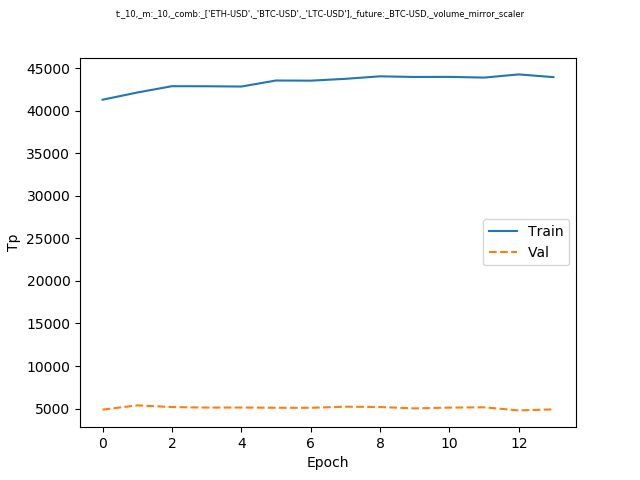 t:_10,_m:_10,_comb:_['ETH-USD',_'BTC-USD',_'LTC-USD'],_future:_BTC-USD,_volume_mirror_scaler
45000
40000
35000
30000
25000
20000
15000
10000
5000
Tp
Train
Val
0 2 4 6 8 10 12
Epoch